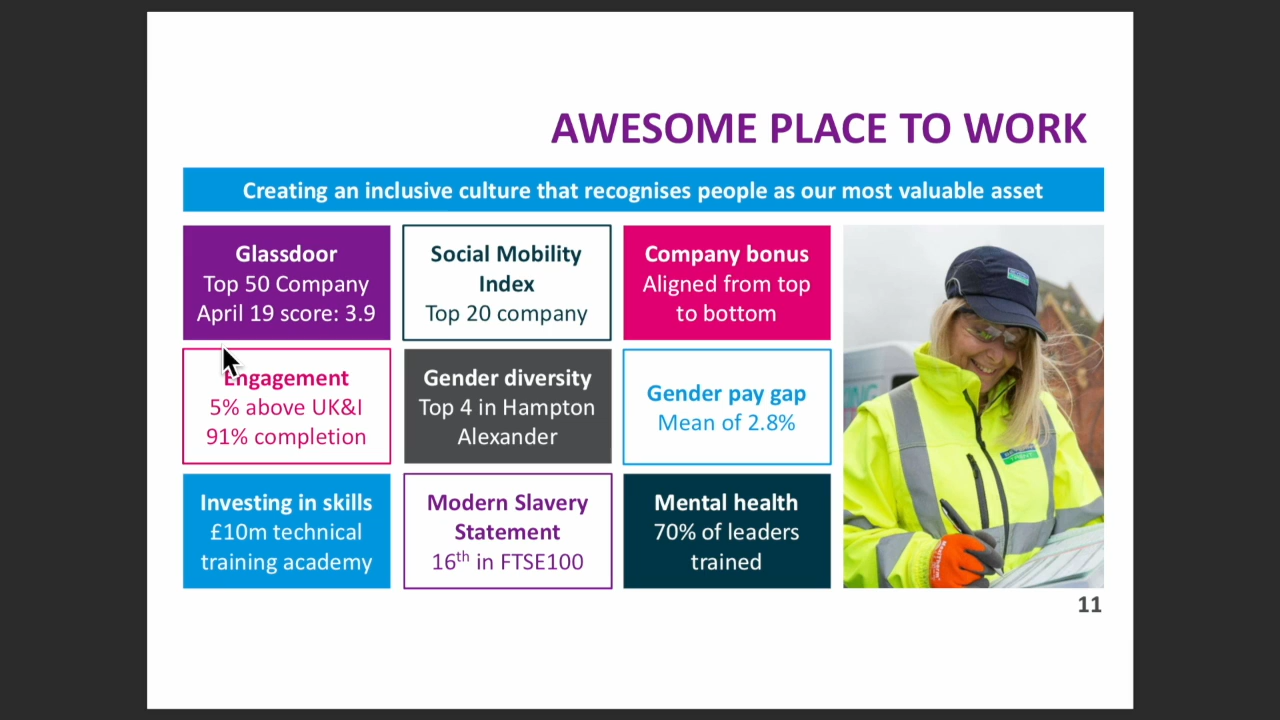 AWESOME PLACE TO WORK
Creating an inclusive culture that recognises people as our most valuable asset
Glassdoor
Top 50 Company
April 19 score: 3.9
Social Mobility
Index
Top 20 company
Company bonus
Aligned from top
to bottom
Engagement
5% above UK&I
91% completion
Gender diversity
Top 4 in Hampton
Alexander
Gender pay gap
Mean of 2.8%
Investing in skills
£10m technical
training academy
Modern Slavery
Statement
16th in FTSE100
Mental health
70% of leaders
trained
11